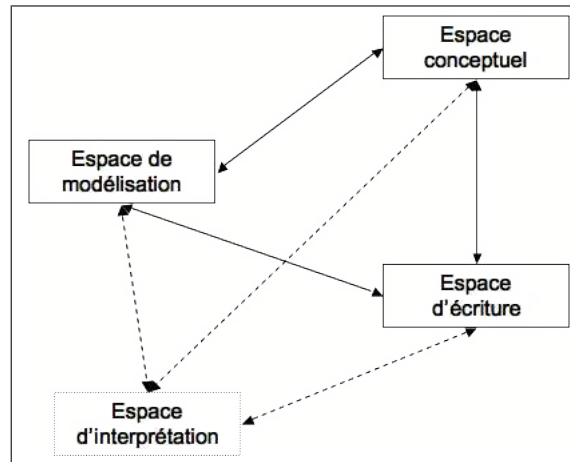 Espace
conceptuel
Espace de
modélisation
Espace
d'écriture
Espace
d'interprétation